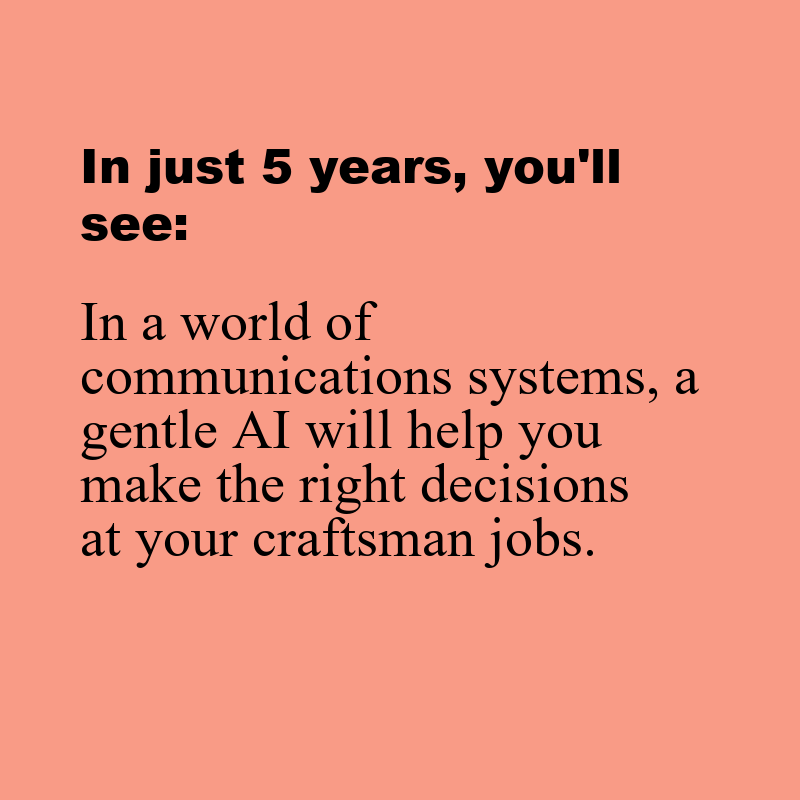 In just 5 years, you'll
see:
In a world of
communications systems, a
gentle AI will help you
make the right decisions
at your craftsman jobs.